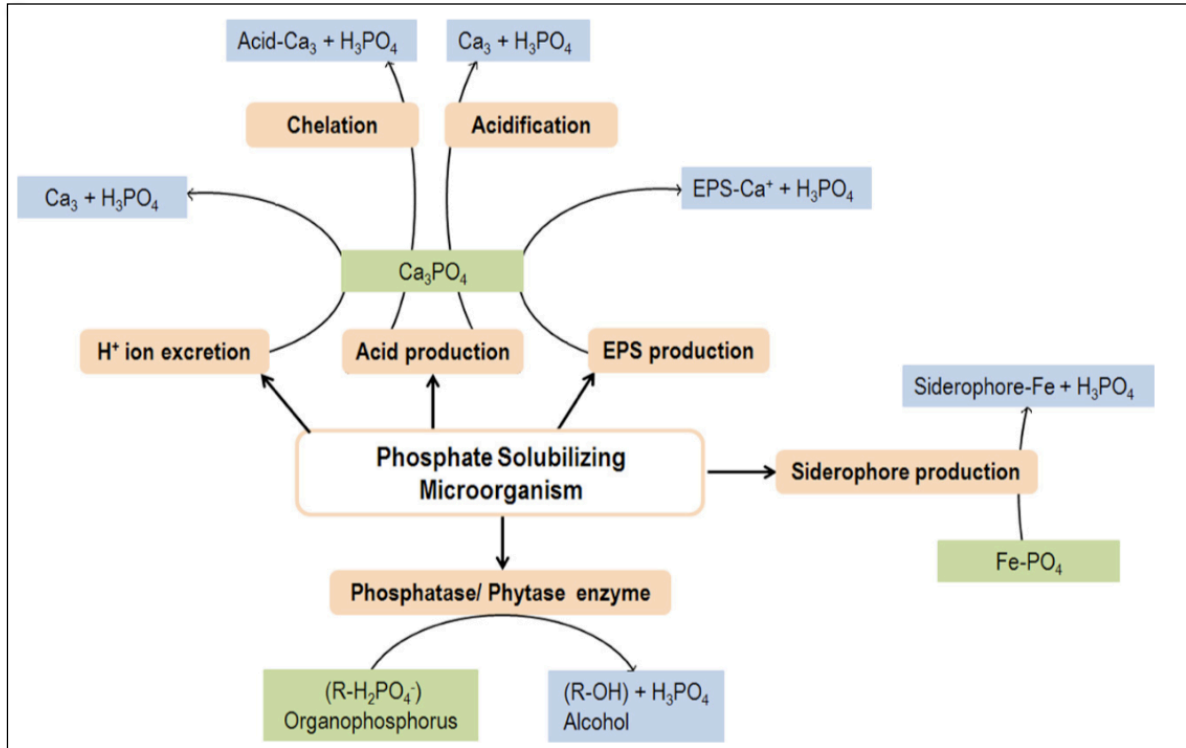 Acid-Ca₃ + H₃PO₄
Ca₃ + H₃PO₄
Chelation
Acidification
Ca₃ + H₃PO₄
EPS-Ca⁺ + H₃PO₄
Ca₃PO₄
H⁺ ion excretion
Acid production
EPS production
Siderophore-Fe + H₃PO₄
Phosphate Solubilizing
Microorganism
Siderophore production
Fe-PO₄
Phosphatase/ Phytase enzyme
(R-H₂PO₄⁻)
Organophosphorus
(R-OH) + H₃PO₄
Alcohol